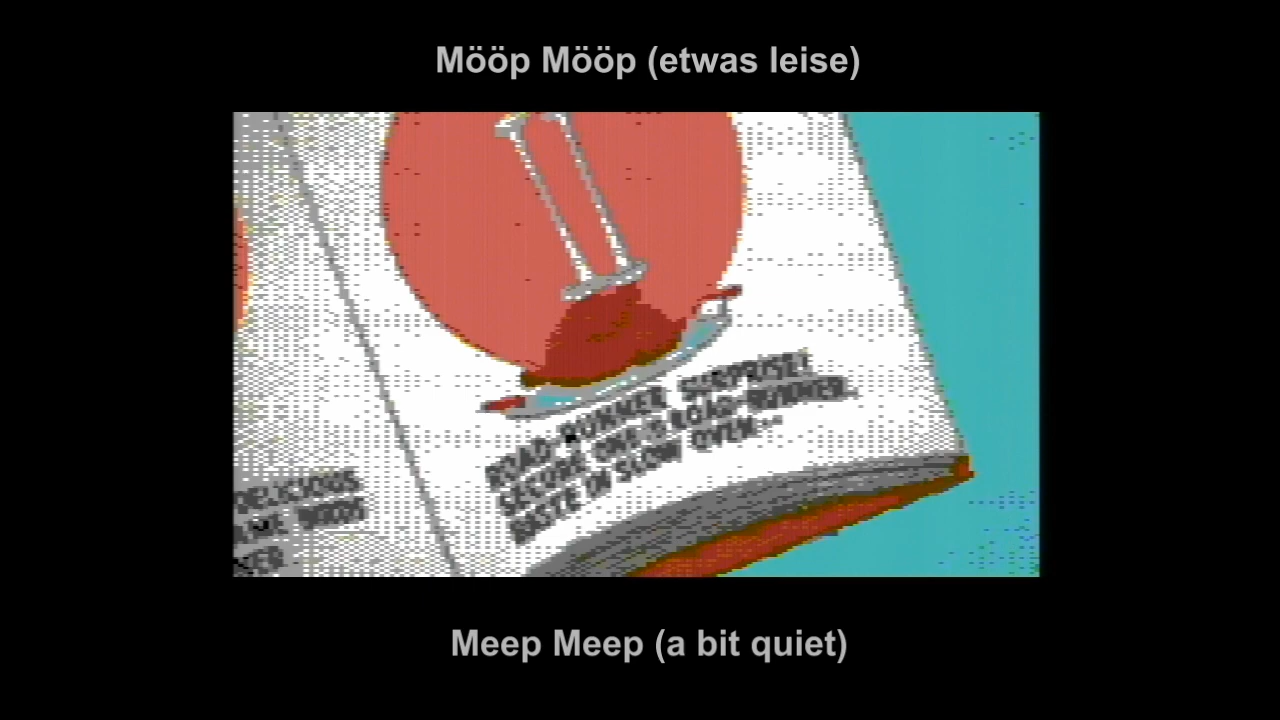 Mööp Mööp (etwas leise)
ROAD-RUNNER SURPRISE!
SECURE ONE'S ROAD-RUNNER.
BASTE IN SLOW OVEN--
DELICIOUS
Meep Meep (a bit quiet)